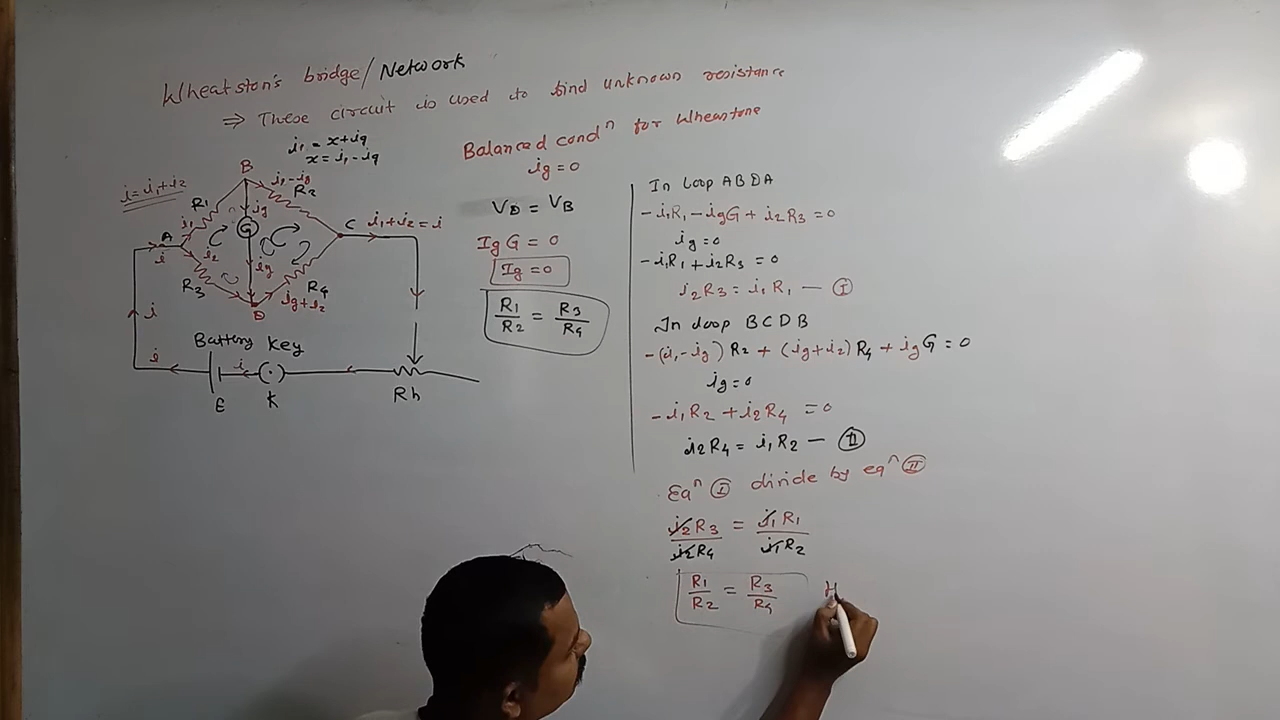 Wheatston's bridge/Network
⇒ These circuit is used to find unknown resistance
i₁ = x+ig
x = i₁-ig
Balanced condⁿ for Wheastone
ig=0
V_D = V_B
Ig G = 0
Ig=0
R₁/R₂ = R₃/R₄
i=i₁+i₂
B
i₁-ig
R₂
R₁
i₁
ig
G
A
i
i₂
C
i₁+i₂=i
ig
R₃
R₄
ig+i₂
D
i
Battery Key
i
i
E
K
Rh
In Loop ABDA
-i₁R₁-igG+i₂R₃=0
ig=0
-i₁R₁+i₂R₃=0
i₂R₃=i₁R₁ — Ⓘ
In loop BCDB
-(i₁-ig)R₂+(ig+i₂)R₄+igG=0
ig=0
-i₁R₂+i₂R₄=0
i₂R₄=i₁R₂ — II
Eqⁿ Ⓘ divide by eqⁿ II
i₂R₃/i₂R₄ = i₁R₁/i₁R₂
R₁/R₂ = R₃/R₄